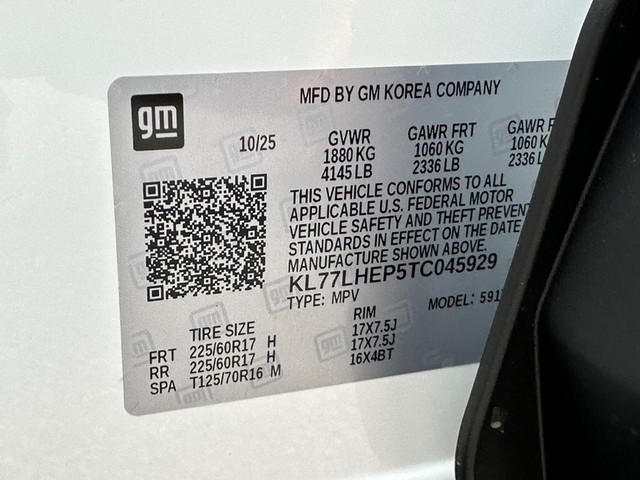 gm
MFD BY GM KOREA COMPANY
10/25 GVWR GAWR FRT GAWR
1880 KG 1060 KG 1060
4145 LB 2336 LB 2336
THIS VEHICLE CONFORMS TO ALL
APPLICABLE U.S. FEDERAL MOTOR
VEHICLE SAFETY AND THEFT PREVEN
STANDARDS IN EFFECT ON THE DATE
MANUFACTURE SHOWN ABOVE.
KL77LHEP5TC045929
TYPE: MPV MODEL: 591
TIRE SIZE RIM
FRT 225/60R17 H 17X7.5J
RR 225/60R17 H 17X7.5J
SPA T125/70R16 M 16X4BT